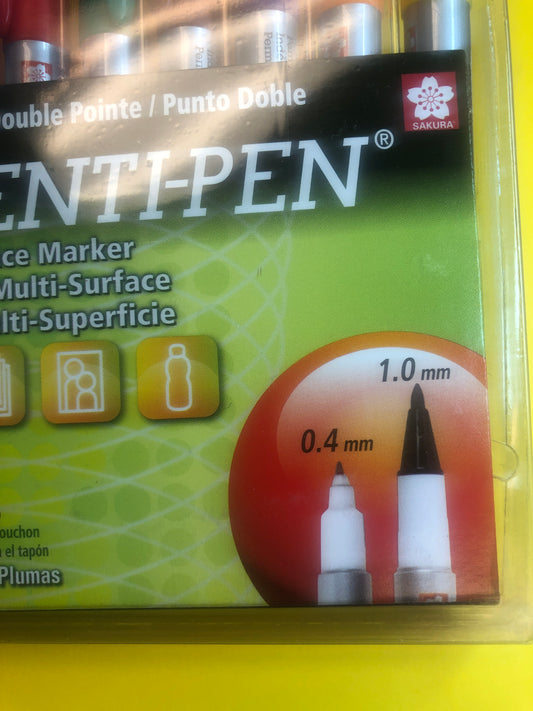 ouble Pointe / Punto Doble
SAKURA
ENTI-PEN®
ce Marker
Multi-Surface
lti-Superficie
1.0 mm
0.4 mm
ouchon
el tapón
Plumas